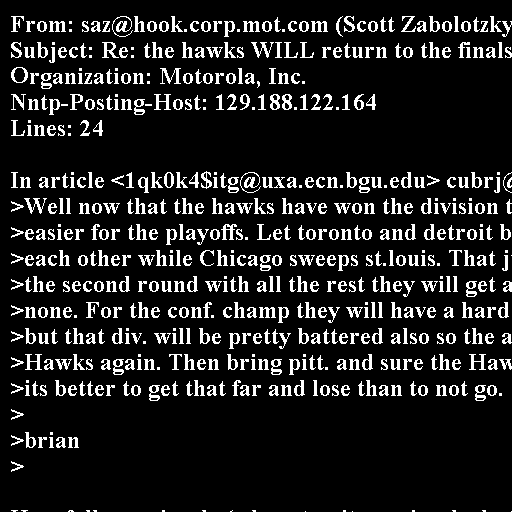 From: saz@hook.corp.mot.com (Scott Zabolotzky
Subject: Re: the hawks WILL return to the finals
Organization: Motorola, Inc.
Nntp-Posting-Host: 129.188.122.164
Lines: 24

In article <1qk0k4$itg@uxa.ecn.bgu.edu> cubrj@
>Well now that the hawks have won the division
>easier for the playoffs. Let toronto and detroit
>each other while Chicago sweeps st.louis. That
>the second round with all the rest they will get
>none. For the conf. champ they will have a hard
>but that div. will be pretty battered also so the
>Hawks again. Then bring pitt. and sure the Haw
>its better to get that far and lose than to not go.
>
>brian
>